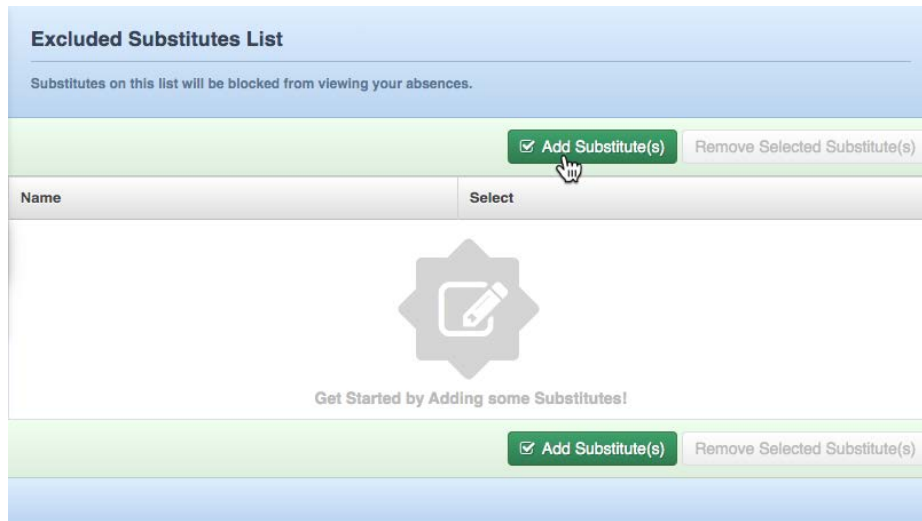 Excluded Substitutes List
Substitutes on this list will be blocked from viewing your absences.
Add Substitute(s) Remove Selected Substitute(s)
Name Select
Get Started by Adding some Substitutes!
Add Substitute(s) Remove Selected Substitute(s)